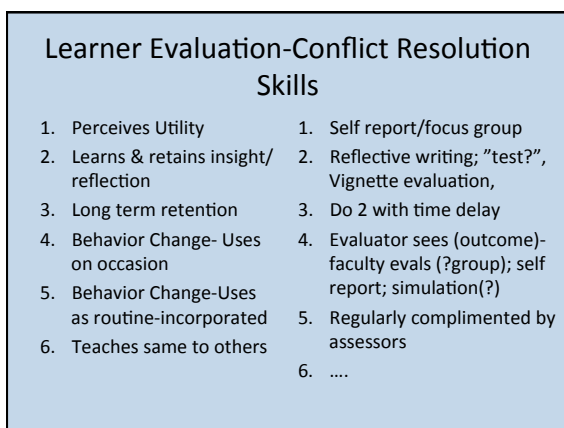 Learner Evaluation-Conflict Resolution
Skills
1. Perceives Utility
2. Learns & retains insight/
reflection
3. Long term retention
4. Behavior Change- Uses
on occasion
5. Behavior Change-Uses
as routine-incorporated
6. Teaches same to others
1. Self report/focus group
2. Reflective writing; ”test?”,
Vignette evaluation,
3. Do 2 with time delay
4. Evaluator sees (outcome)-
faculty evals (?group); self
report; simulation(?)
5. Regularly complimented by
assessors
6. ….